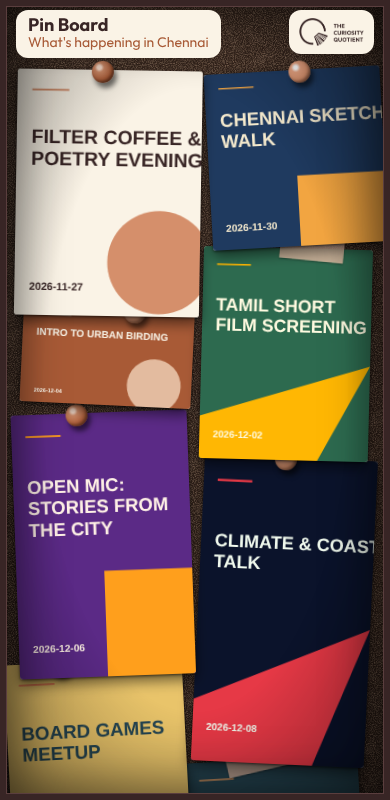 Pin Board
What's happening in Chennai
THE
CURIOSITY
QUOTIENT
FILTER COFFEE &
POETRY EVENING
2026-11-27
CHENNAI SKETCH
WALK
2026-11-30
INTRO TO URBAN BIRDING
2026-12-04
TAMIL SHORT
FILM SCREENING
2026-12-02
OPEN MIC:
STORIES FROM
THE CITY
2026-12-06
CLIMATE & COAST
TALK
2026-12-08
BOARD GAMES
MEETUP